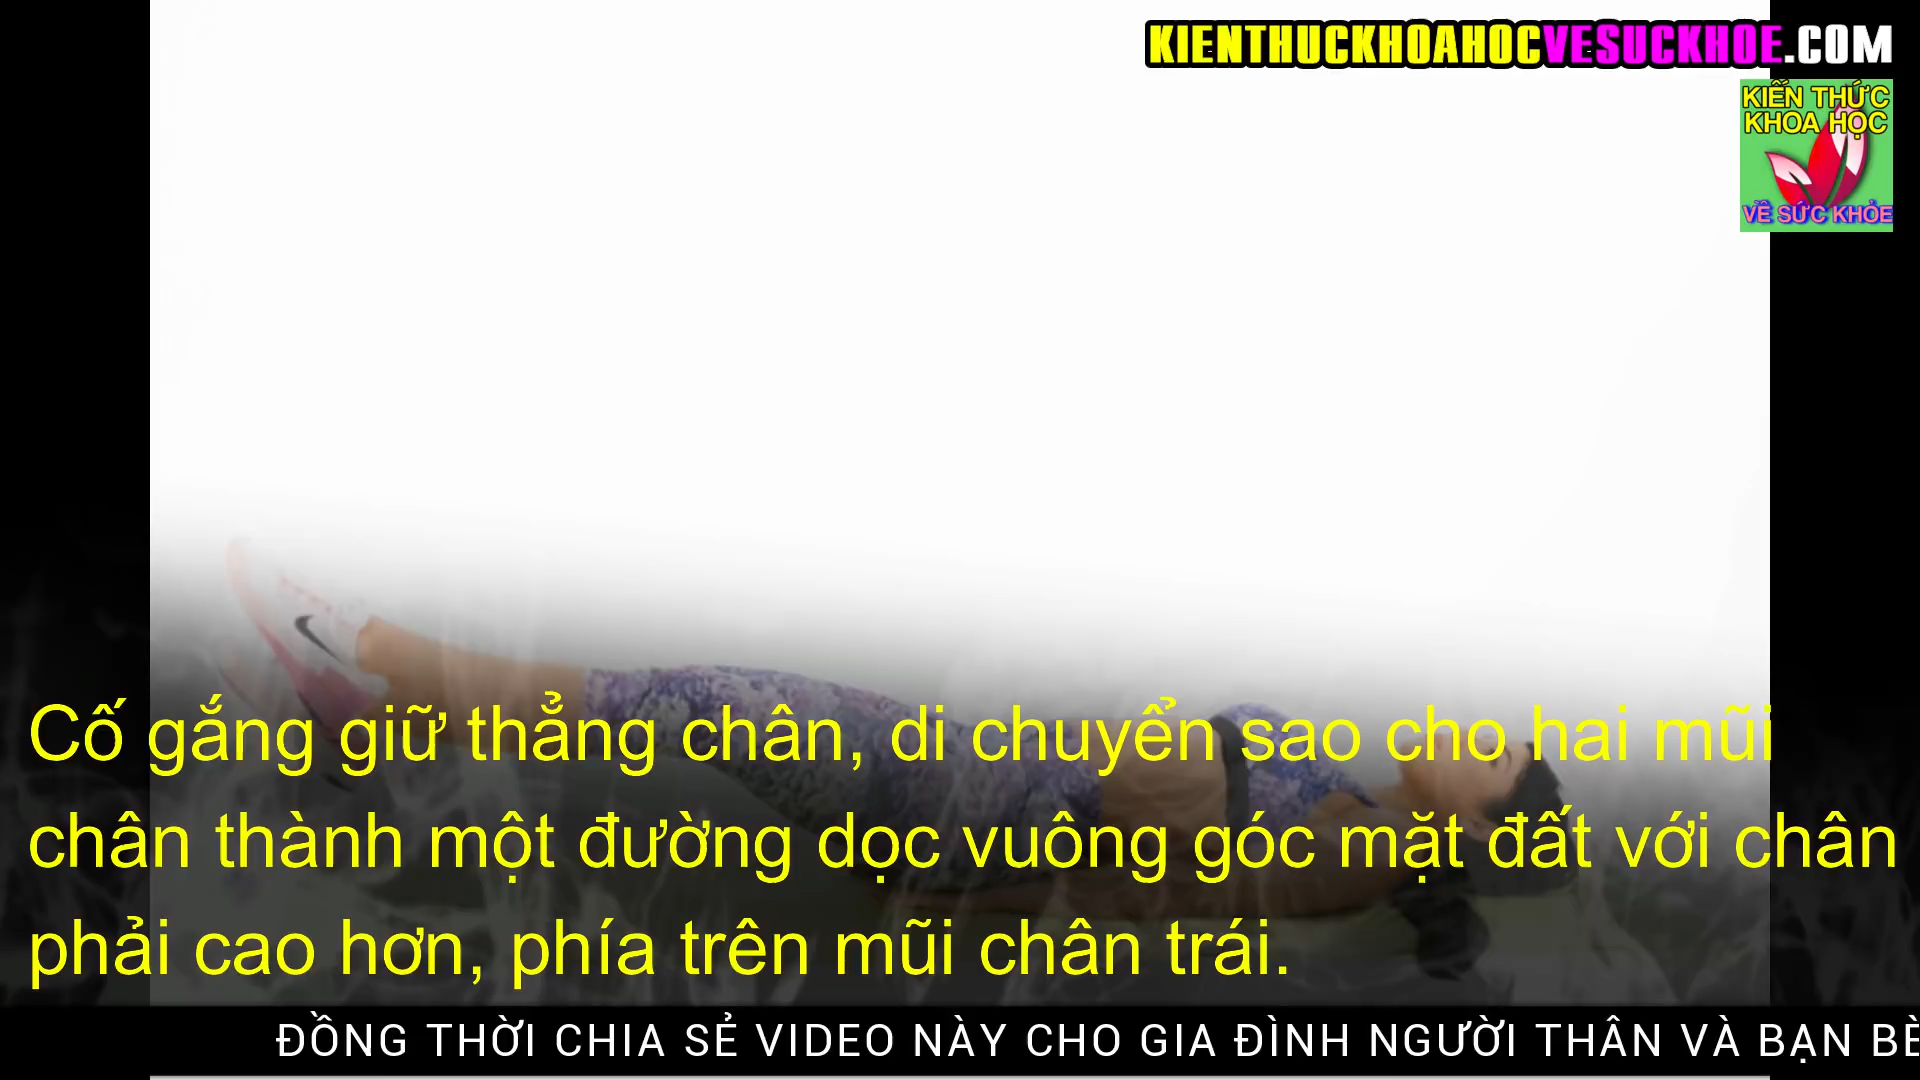 KIENTHUCKHOAHOCVESUCKHOE.COM
KIẾN THỨC
KHOA HỌC
VỀ SỨC KHỎE
Cố gắng giữ thẳng chân, di chuyển sao cho hai mũi
chân thành một đường dọc vuông góc mặt đất với chân
phải cao hơn, phía trên mũi chân trái.
ĐỒNG THỜI CHIA SẺ VIDEO NÀY CHO GIA ĐÌNH NGƯỜI THÂN VÀ BẠN BÈ